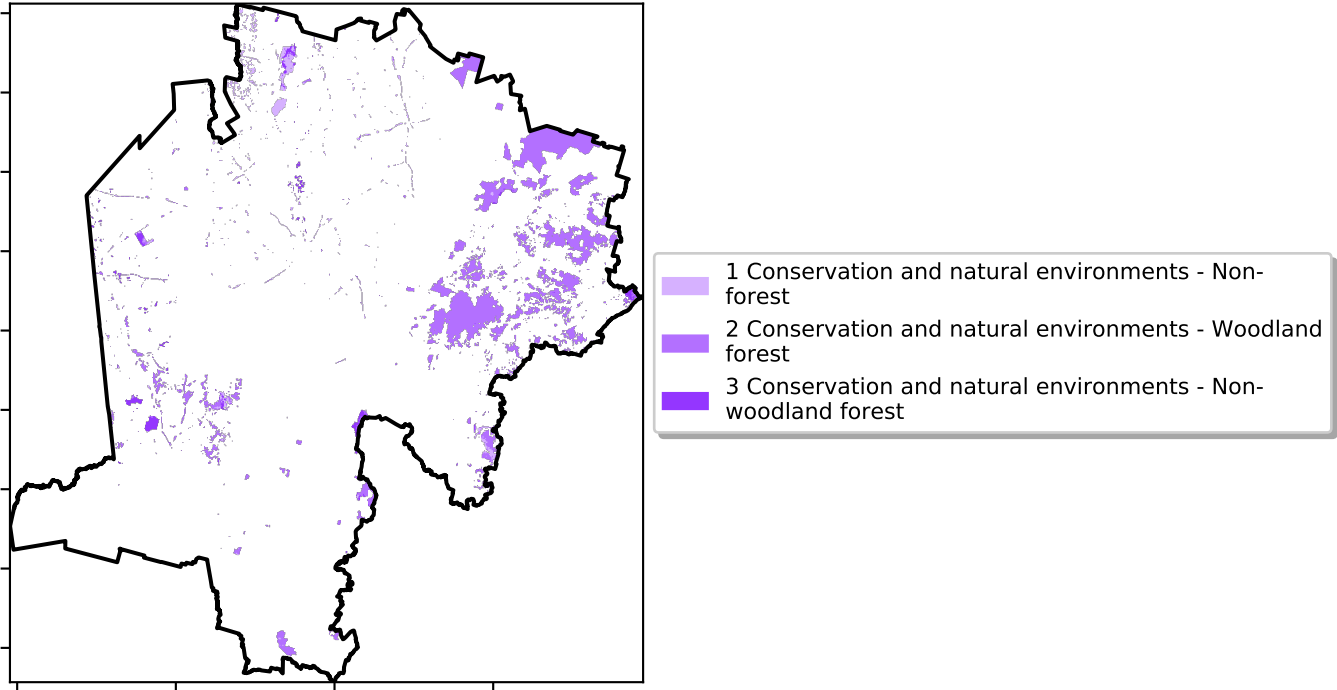 1 Conservation and natural environments - Non-
forest
2 Conservation and natural environments - Woodland
forest
3 Conservation and natural environments - Non-
woodland forest